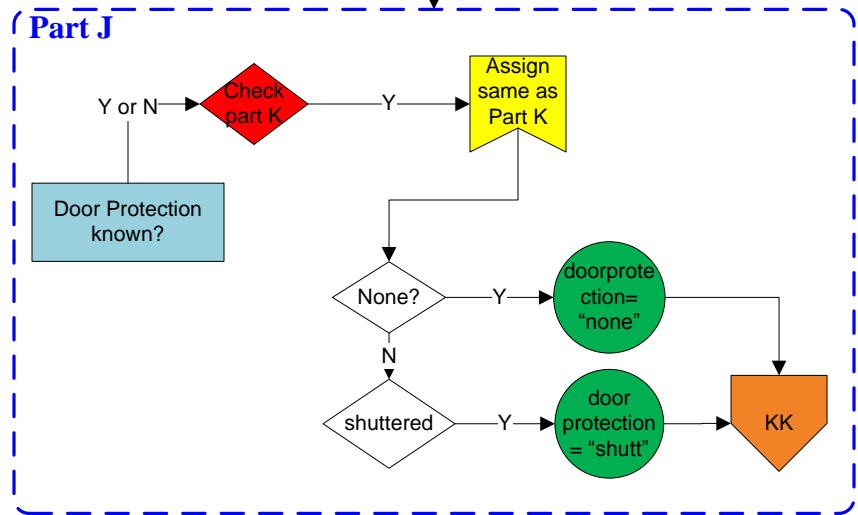 Part J
Assign
same as
Part K
Check
part K
Y or N
Y
Door Protection
known?
None?
Y
doorprote
ction=
“none”
N
shuttered
Y
door
protection
= “shutt”
KK